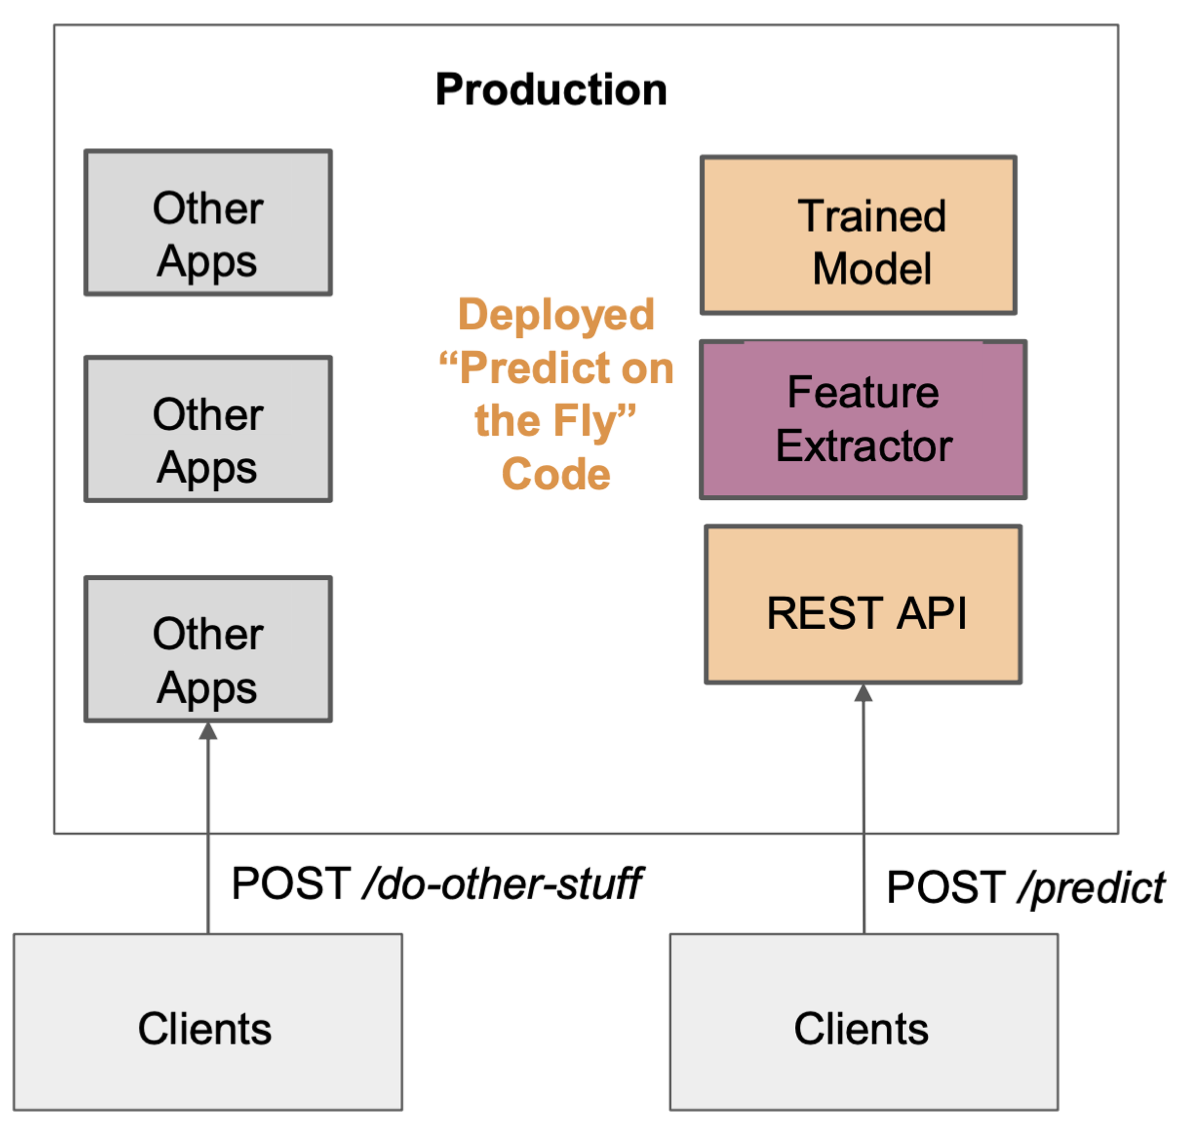 Production
Other
Apps
Other
Apps
Other
Apps
Deployed
“Predict on
the Fly”
Code
Trained
Model
Feature
Extractor
REST API
POST /do-other-stuff
POST /predict
Clients
Clients